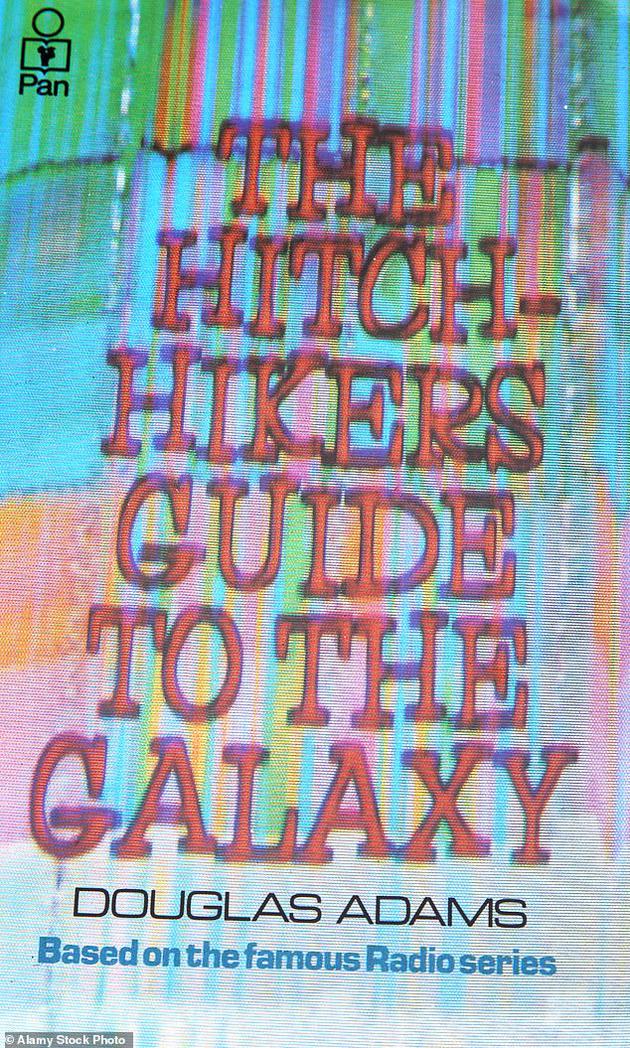 Pan
THE
HITCH-
HIKERS
GUIDE
TO THE
GALAXY
DOUGLAS ADAMS
Based on the famous Radio series
© Alamy Stock Photo